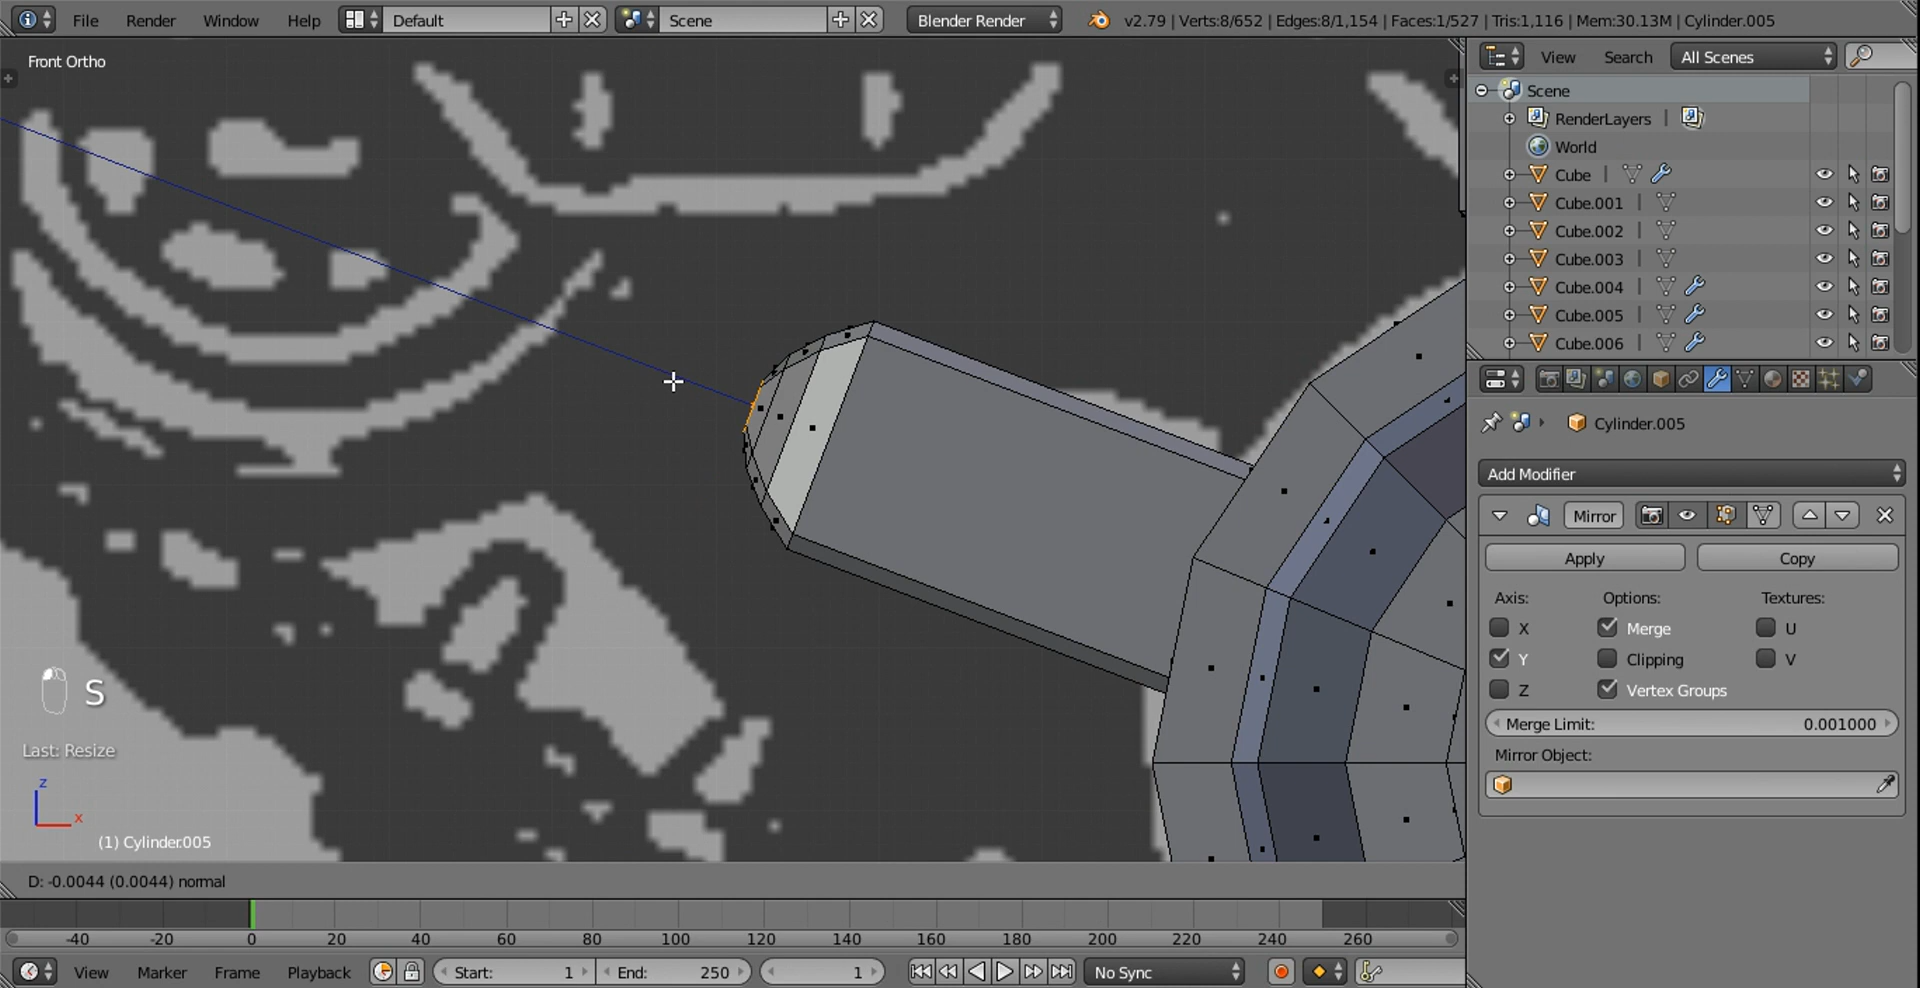 File Render Window Help Default Scene Blender Render v2.79 | Verts:8/652 | Edges:8/1,154 | Faces:1/527 | Tris:1,116 | Mem:30.13M | Cylinder.005
Front Ortho
View Search All Scenes
Scene
RenderLayers |
World
Cube |
Cube.001 |
Cube.002 |
Cube.003 |
Cube.004 |
Cube.005 |
Cube.006 |
Cylinder.005
Add Modifier
Mirror
Apply Copy
Axis: Options: Textures:
X Merge U
Y Clipping V
Z Vertex Groups
Merge Limit: 0.001000
Mirror Object:
S
Last: Resize
z
x
(1) Cylinder.005
D: -0.0044 (0.0044) normal
-40 -20 0 20 40 60 80 100 120 140 160 180 200 220 240 260
View Marker Frame Playback Start: 1 End: 250 1 No Sync